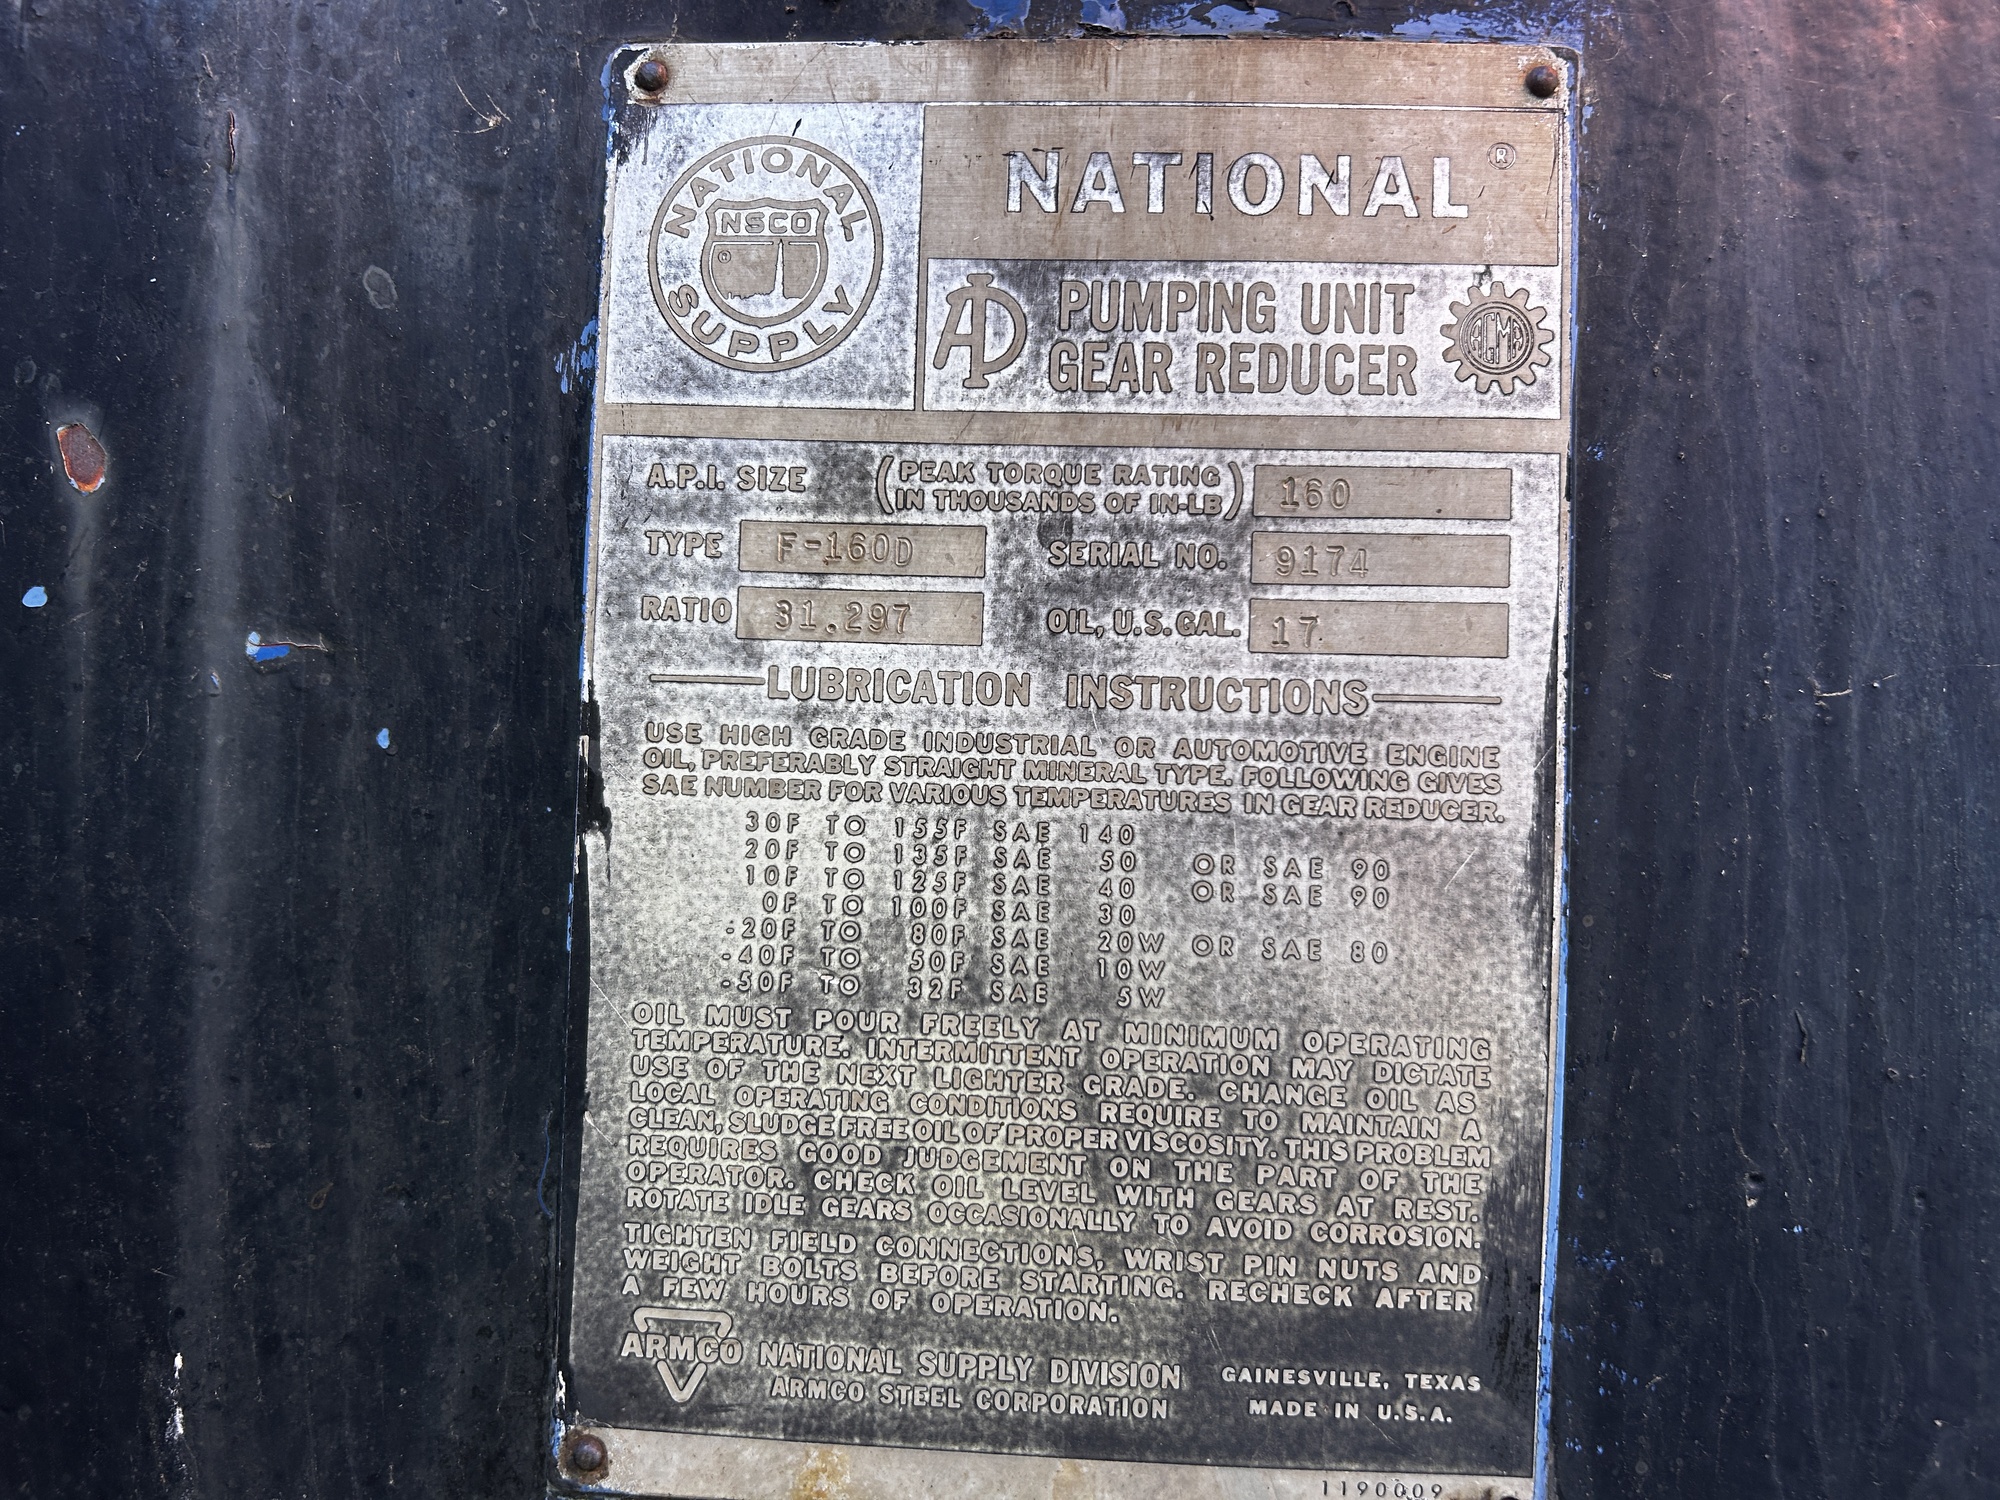 NATIONAL SUPPLY
NSCO
®
NATIONAL ®
API
PUMPING UNIT
GEAR REDUCER
AGMA
A.P.I. SIZE (PEAK TORQUE RATING
IN THOUSANDS OF IN-LB) 160
TYPE F-160D SERIAL NO. 9174
RATIO 31.297 OIL, U.S. GAL. 17
LUBRICATION INSTRUCTIONS
USE HIGH GRADE INDUSTRIAL OR AUTOMOTIVE ENGINE
OIL, PREFERABLY STRAIGHT MINERAL TYPE. FOLLOWING GIVES
SAE NUMBER FOR VARIOUS TEMPERATURES IN GEAR REDUCER.
30F TO 155F SAE 140
20F TO 135F SAE 50 OR SAE 90
10F TO 125F SAE 40 OR SAE 90
0F TO 100F SAE 30
-20F TO 80F SAE 20W OR SAE 80
-40F TO 50F SAE 10W
-50F TO 32F SAE 5W
OIL MUST POUR FREELY AT MINIMUM OPERATING
TEMPERATURE. INTERMITTENT OPERATION MAY DICTATE
USE OF THE NEXT LIGHTER GRADE. CHANGE OIL AS
LOCAL OPERATING CONDITIONS REQUIRE TO MAINTAIN A
CLEAN, SLUDGE FREE OIL OF PROPER VISCOSITY. THIS PROBLEM
REQUIRES GOOD JUDGEMENT ON THE PART OF THE
OPERATOR. CHECK OIL LEVEL WITH GEARS AT REST.
ROTATE IDLE GEARS OCCASIONALLY TO AVOID CORROSION.
TIGHTEN FIELD CONNECTIONS, WRIST PIN NUTS AND
WEIGHT BOLTS BEFORE STARTING. RECHECK AFTER
A FEW HOURS OF OPERATION.
ARMCO NATIONAL SUPPLY DIVISION GAINESVILLE, TEXAS
ARMCO STEEL CORPORATION MADE IN U.S.A.
1190009